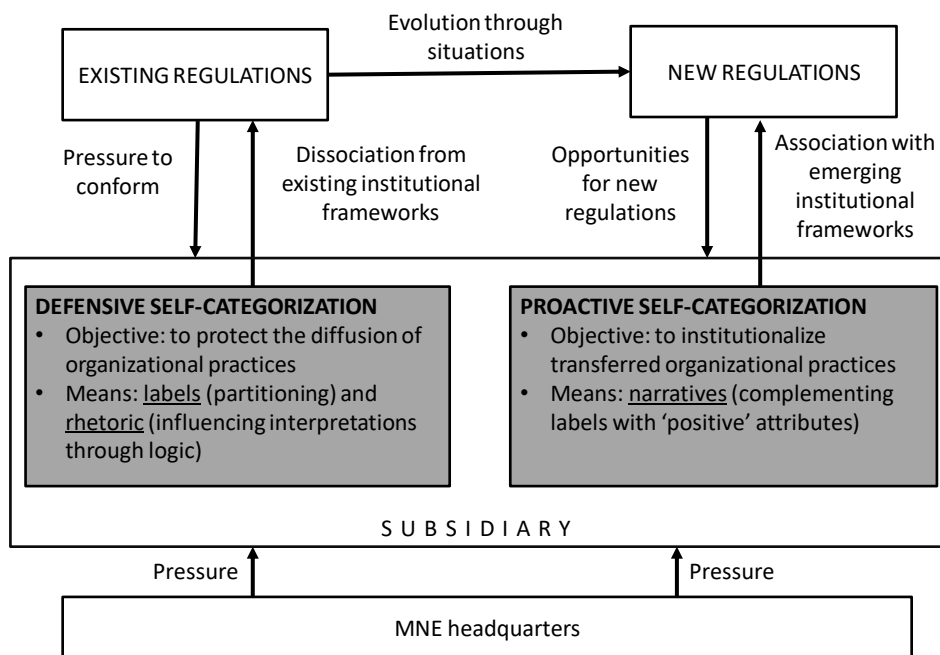 Evolution through
situations
EXISTING REGULATIONS
NEW REGULATIONS
Pressure to
conform
Dissociation from
existing institutional
frameworks
Opportunities
for new
regulations
Association with
emerging
institutional
frameworks
DEFENSIVE SELF-CATEGORIZATION
• Objective: to protect the diffusion of
organizational practices
• Means: labels (partitioning) and
rhetoric (influencing interpretations
through logic)
PROACTIVE SELF-CATEGORIZATION
• Objective: to institutionalize
transferred organizational practices
• Means: narratives (complementing
labels with ‘positive’ attributes)
SUBSIDIARY
Pressure
Pressure
MNE headquarters